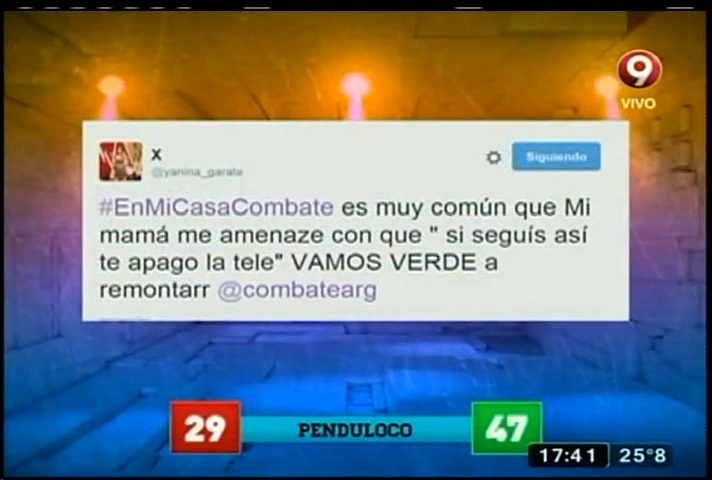 9
VIVO
X
@yanina_garate
Siguiendo
#EnMiCasaCombate es muy común que Mi
mamá me amenaze con que " si seguís así
te apago la tele" VAMOS VERDE a
remontarr @combatearg
29 PENDULOCO 47
17:41 25°8